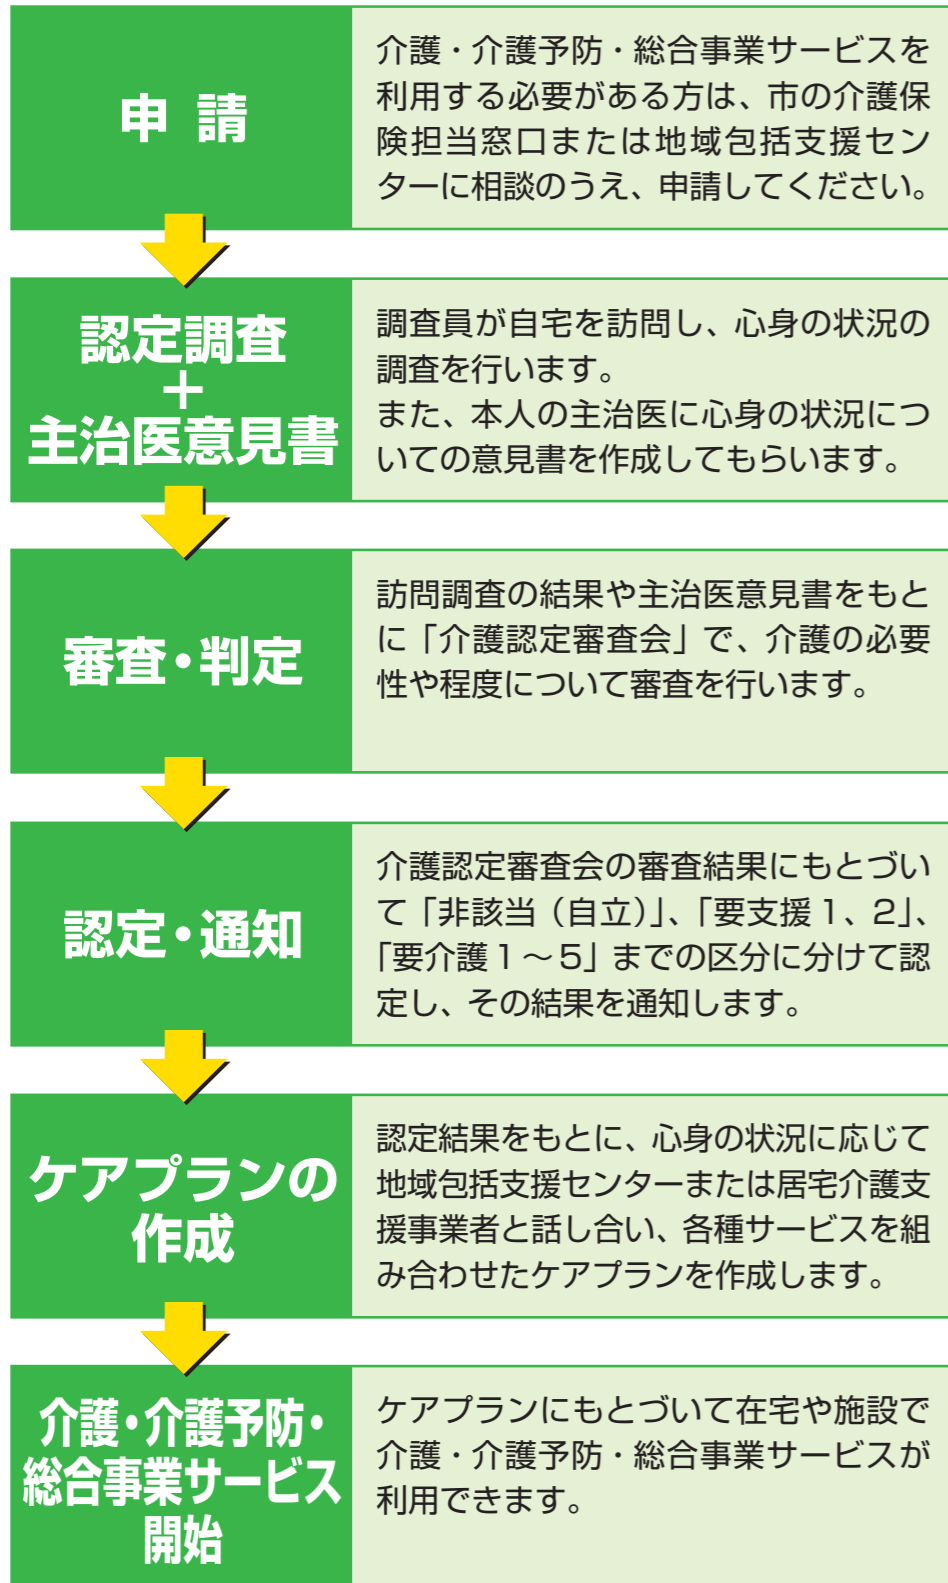 申 請
介護・介護予防・総合事業サービスを
利用する必要がある方は、市の介護保
険担当窓口または地域包括支援セン
ターに相談のうえ、申請してください。
認定調査
＋
主治医意見書
調査員が自宅を訪問し、心身の状況の
調査を行います。
また、本人の主治医に心身の状況につ
いての意見書を作成してもらいます。
審査・判定
訪問調査の結果や主治医意見書をもと
に「介護認定審査会」で、介護の必要
性や程度について審査を行います。
認定・通知
介護認定審査会の審査結果にもとづい
て「非該当（自立）」、「要支援１、２」、
「要介護１～５」までの区分に分けて認
定し、その結果を通知します。
ケアプランの
作成
認定結果をもとに、心身の状況に応じて
地域包括支援センターまたは居宅介護支
援事業者と話し合い、各種サービスを組
み合わせたケアプランを作成します。
介護・介護予防・
総合事業サービス
開始
ケアプランにもとづいて在宅や施設で
介護・介護予防・総合事業サービスが
利用できます。